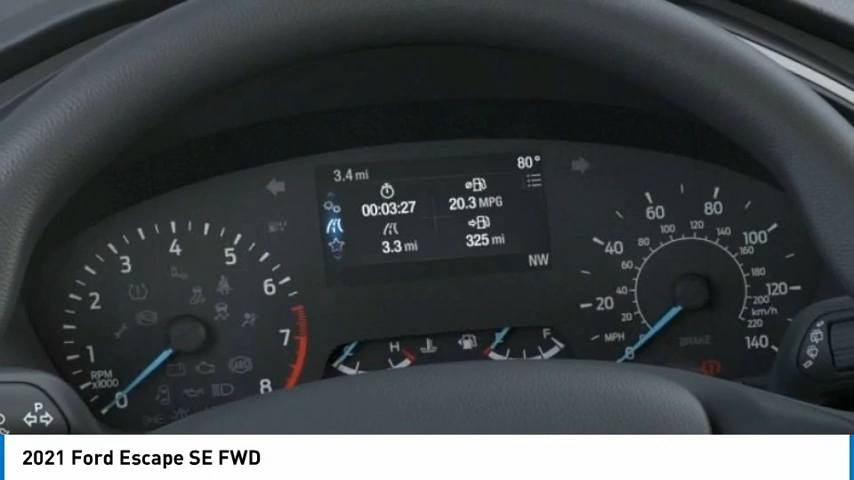 80°
3.4 mi
00:03:27
20.3 MPG
3.3 mi
325 mi
NW
0
1
2
3
4
5
6
7
8
RPM
x1000
H
F
0
20
40
60
80
100
120
140
MPH
20
40
60
80
100
120
140
160
180
200
220
km/h
BRAKE
P
2021 Ford Escape SE FWD